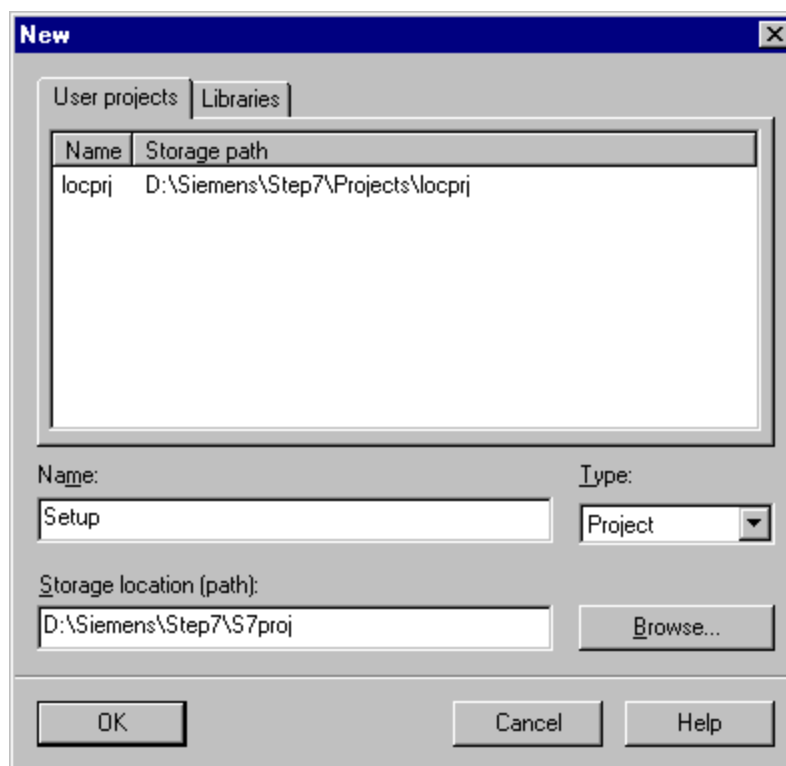 New
User projects Libraries
Name Storage path
locprj D:\Siemens\Step7\Projects\locprj
Name: Type:
Setup Project
Storage location (path):
D:\Siemens\Step7\S7proj Browse...
OK Cancel Help